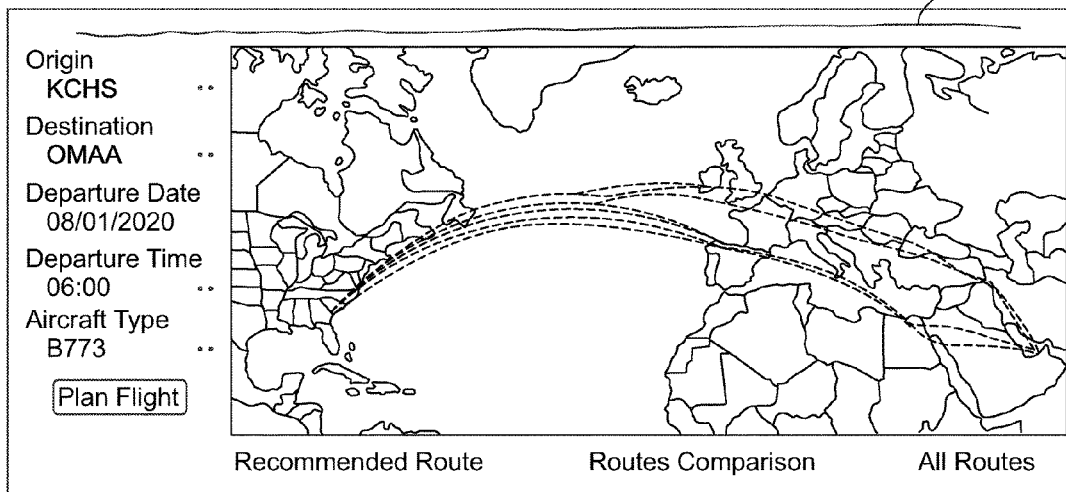 Origin
KCHS
Destination
OMAA
Departure Date
08/01/2020
Departure Time
06:00
Aircraft Type
B773
Plan Flight
Recommended Route Routes Comparison All Routes